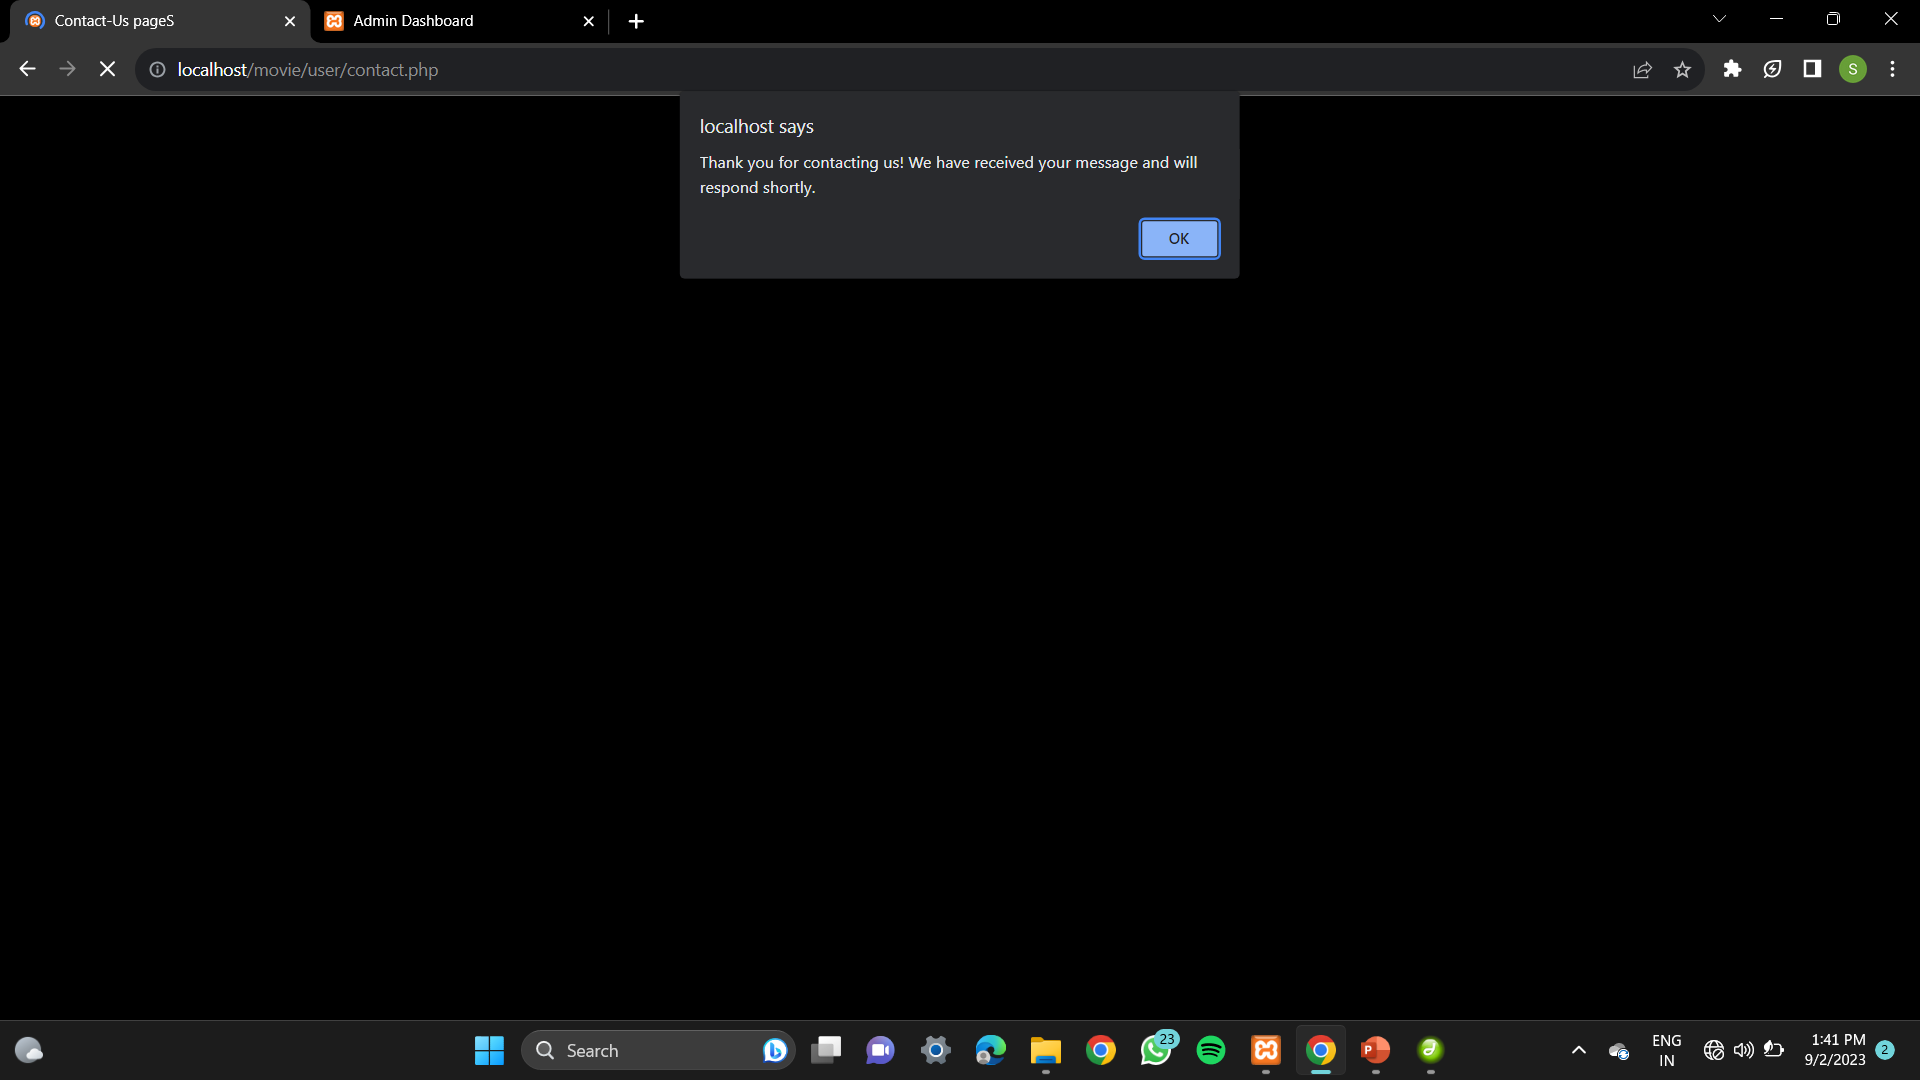 Contact-Us pageS
Admin Dashboard
localhost/movie/user/contact.php
S
localhost says
Thank you for contacting us! We have received your message and will
respond shortly.
OK
Search
23
ENG
IN
1:41 PM
9/2/2023
2